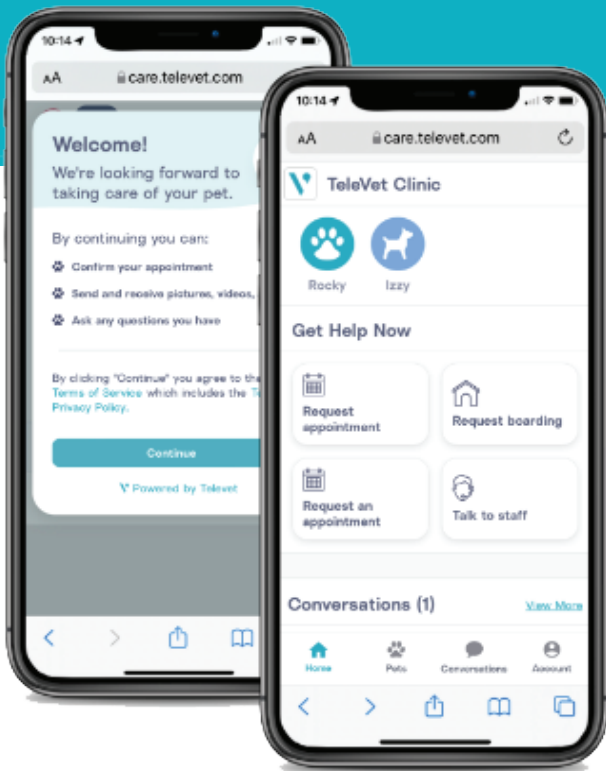 10:14
AA care.televet.com
Welcome!
We're looking forward to
taking care of your pet.
By continuing you can:
Confirm your appointment
Send and receive pictures, videos,
Ask any questions you have
By clicking "Continue" you agree to the
Terms of Service which includes the
Privacy Policy.
Continue
Powered by Televet
10:14
AA care.televet.com
TeleVet Clinic
Rocky Izzy
Get Help Now
Request
appointment
Request boarding
Request an
appointment
Talk to staff
Conversations (1) View More
Home Pets Conversations Account